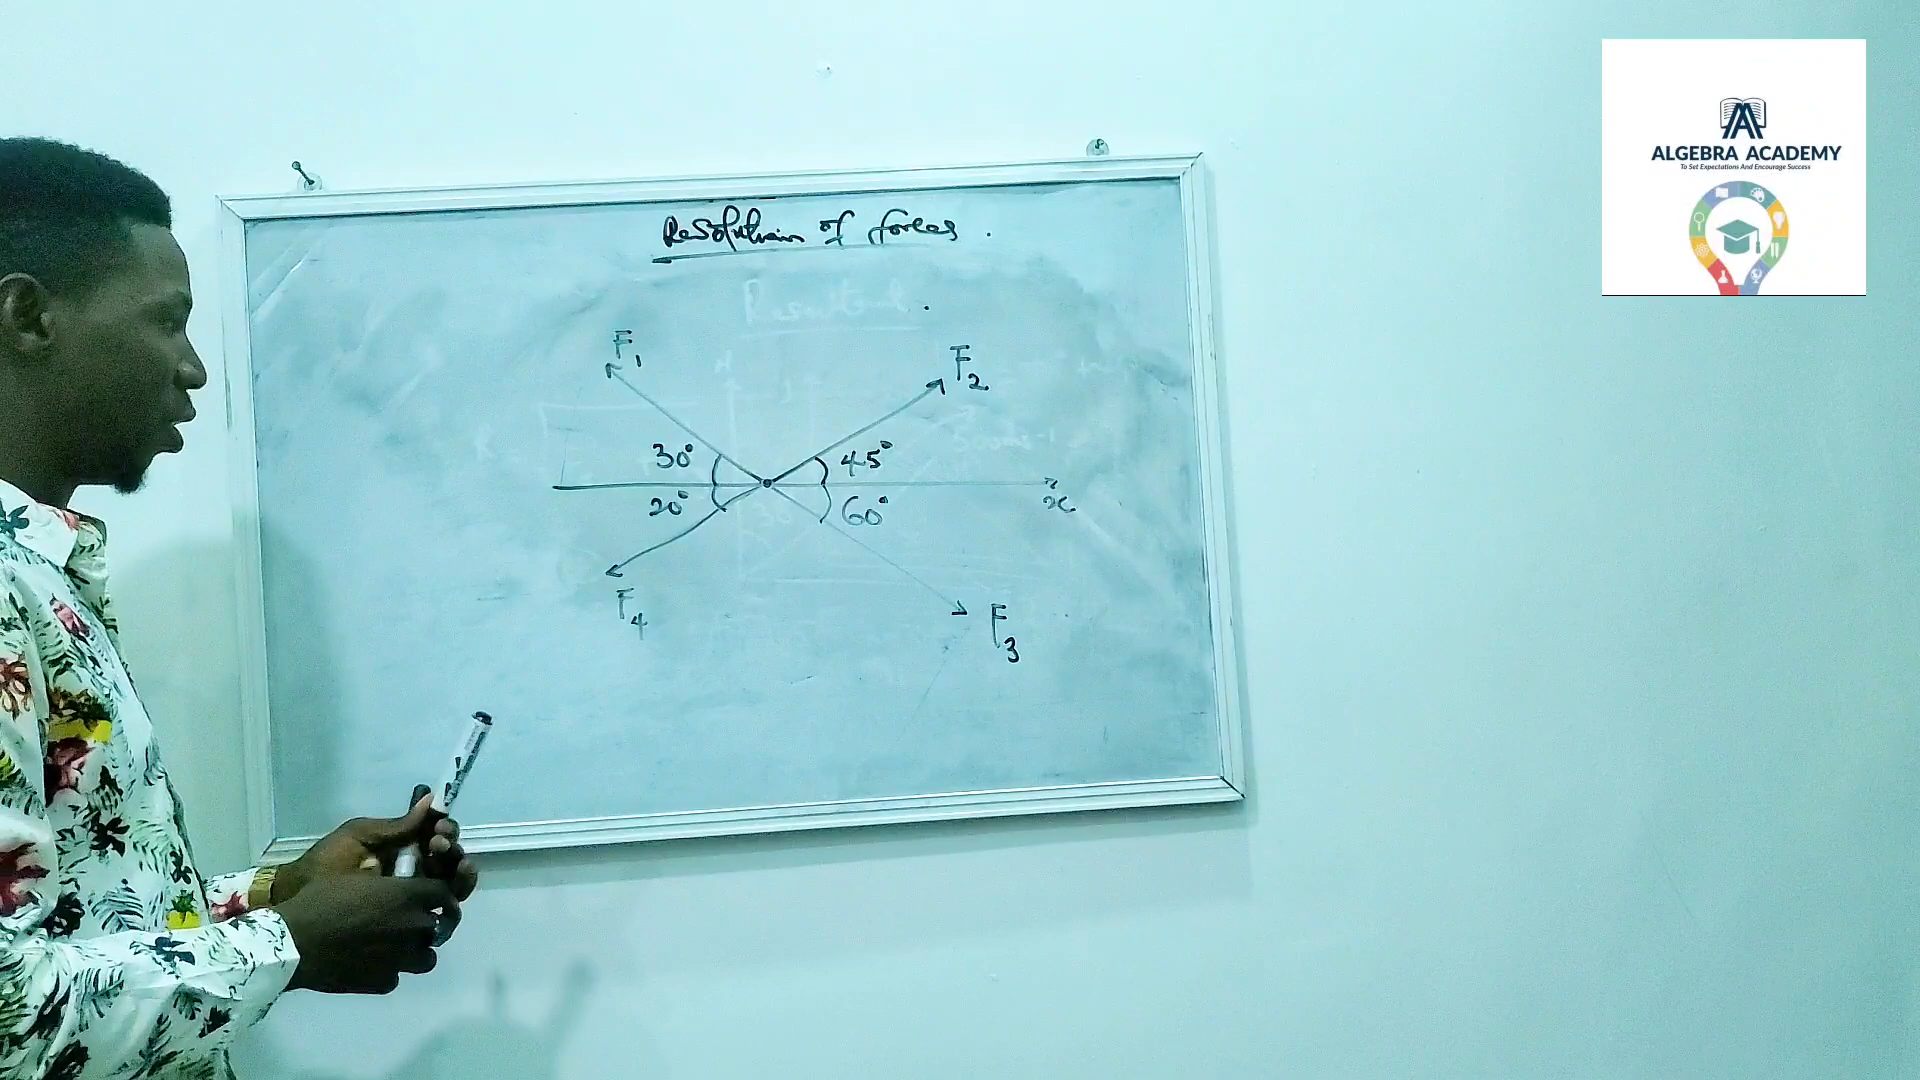 ALGEBRA ACADEMY
To Set Expectations And Encourage Success
Resolution of forces.
Resultant.
F1
F2
30° 45°
20° 60°
x
F4
F3